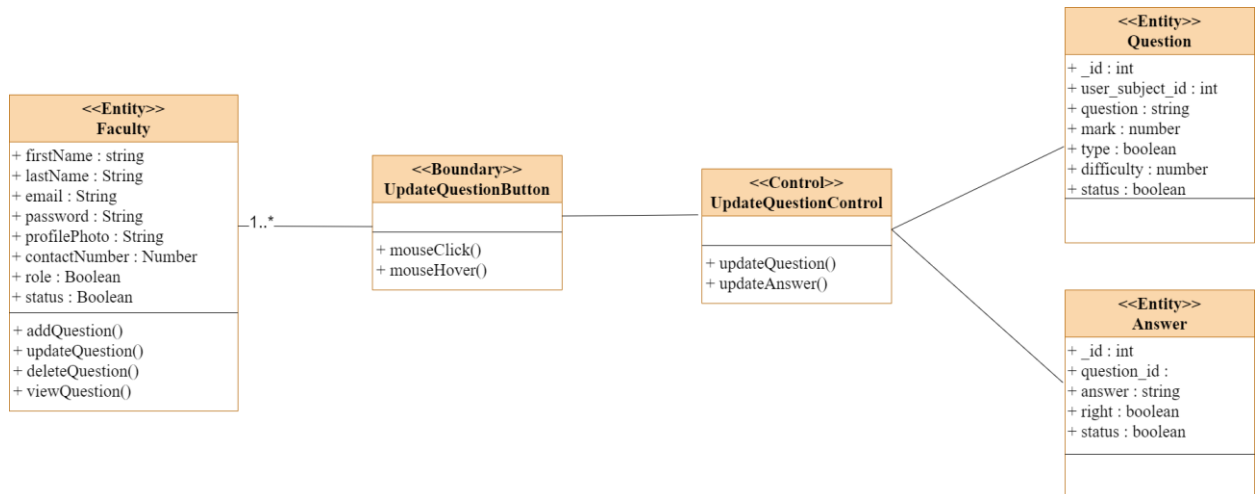 <<Entity>>
Faculty
+ firstName : string
+ lastName : String
+ email : String
+ password : String
+ profilePhoto : String
+ contactNumber : Number
+ role : Boolean
+ status : Boolean
+ addQuestion()
+ updateQuestion()
+ deleteQuestion()
+ viewQuestion()
1..*
<<Boundary>>
UpdateQuestionButton
+ mouseClick()
+ mouseHover()
<<Control>>
UpdateQuestionControl
+ updateQuestion()
+ updateAnswer()
<<Entity>>
Question
+ _id : int
+ user_subject_id : int
+ question : string
+ mark : number
+ type : boolean
+ difficulty : number
+ status : boolean
<<Entity>>
Answer
+ _id : int
+ question_id :
+ answer : string
+ right : boolean
+ status : boolean